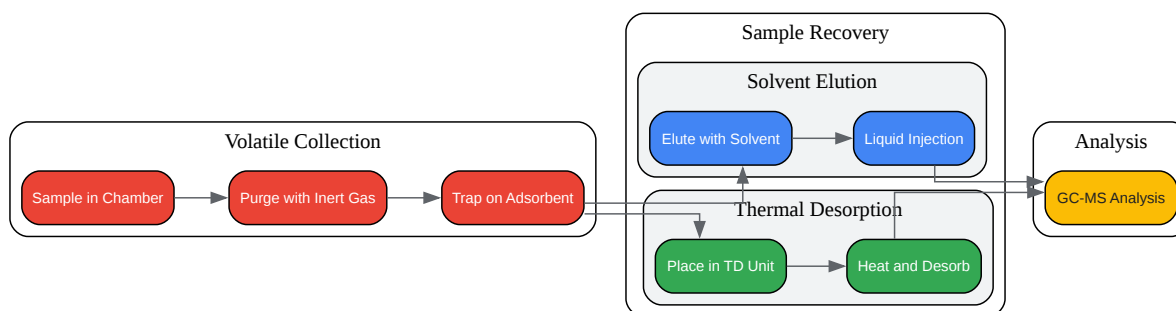 Volatile Collection
Sample in Chamber
Purge with Inert Gas
Trap on Adsorbent
Sample Recovery
Solvent Elution
Elute with Solvent
Liquid Injection
Thermal Desorption
Place in TD Unit
Heat and Desorb
Analysis
GC-MS Analysis